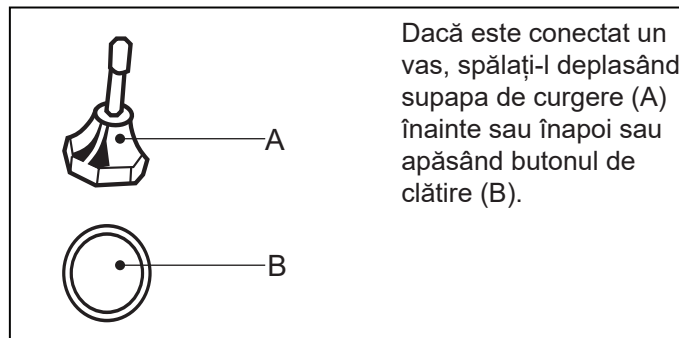 Dacă este conectat un
vas, spălați-l deplasând
supapa de curgere (A)
înainte sau înapoi sau
apăsând butonul de
clătire (B).
A
B